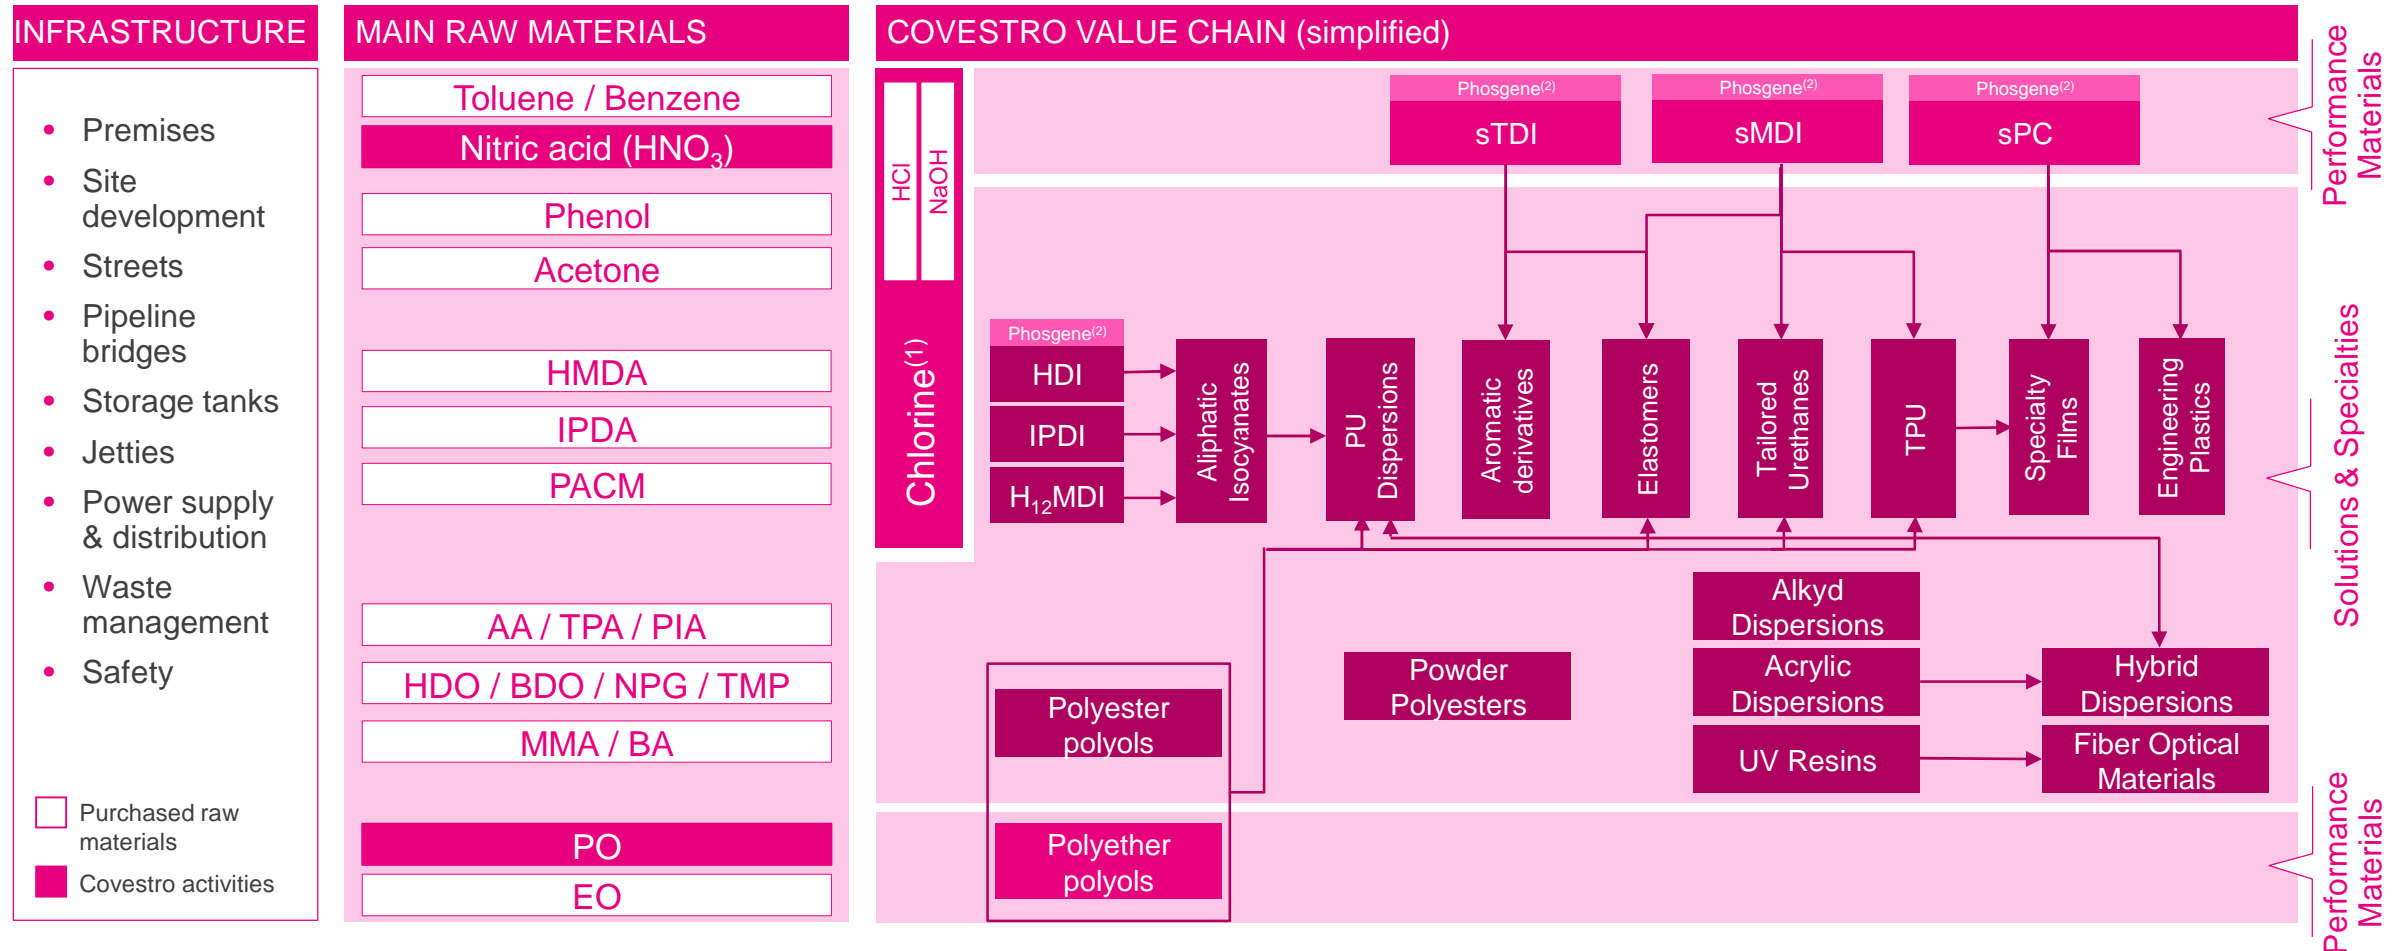 INFRASTRUCTURE
Premises
Site
development
Streets
Pipeline
bridges
Storage tanks
Jetties
Power supply
& distribution
Waste
management
Safety
Purchased raw
materials
Covestro activities
MAIN RAW MATERIALS
Toluene / Benzene
Nitric acid (HNO₃)
Phenol
Acetone
HMDA
IPDA
PACM
AA / TPA / PIA
HDO / BDO / NPG / TMP
MMA / BA
PO
EO
COVESTRO VALUE CHAIN (simplified)
HCl
NaOH
Chlorine⁽¹⁾
Phosgene⁽²⁾
sTDI
Phosgene⁽²⁾
sMDI
Phosgene⁽²⁾
sPC
Phosgene⁽²⁾
HDI
IPDI
H₁₂MDI
Aliphatic
Isocyanates
PU
Dispersions
Aromatic
derivatives
Elastomers
Tailored
Urethanes
TPU
Specialty
Films
Engineering
Plastics
Alkyd
Dispersions
Acrylic
Dispersions
UV Resins
Hybrid
Dispersions
Fiber Optical
Materials
Powder
Polyesters
Polyester
polyols
Polyether
polyols
Performance
Materials
Solutions & Specialties
Performance
Materials